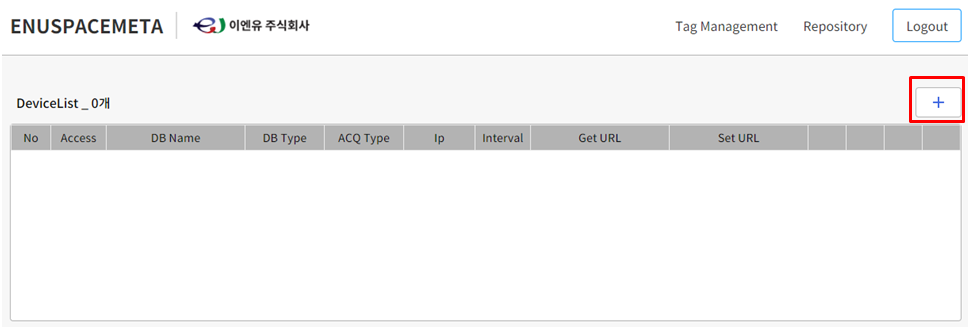 ENUSPACEMETA 이엔유 주식회사 Tag Management Repository Logout
DeviceList _ 0개 +
No Access DB Name DB Type ACQ Type Ip Interval Get URL Set URL